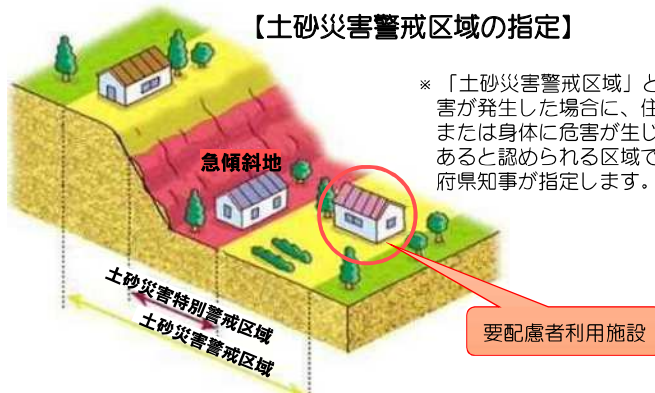 【土砂災害警戒区域の指定】
※ 「土砂災害警戒区域」と
害が発生した場合に、住
または身体に危害が生じ
あると認められる区域で
府県知事が指定します。
急傾斜地
土砂災害特別警戒区域
土砂災害警戒区域
要配慮者利用施設